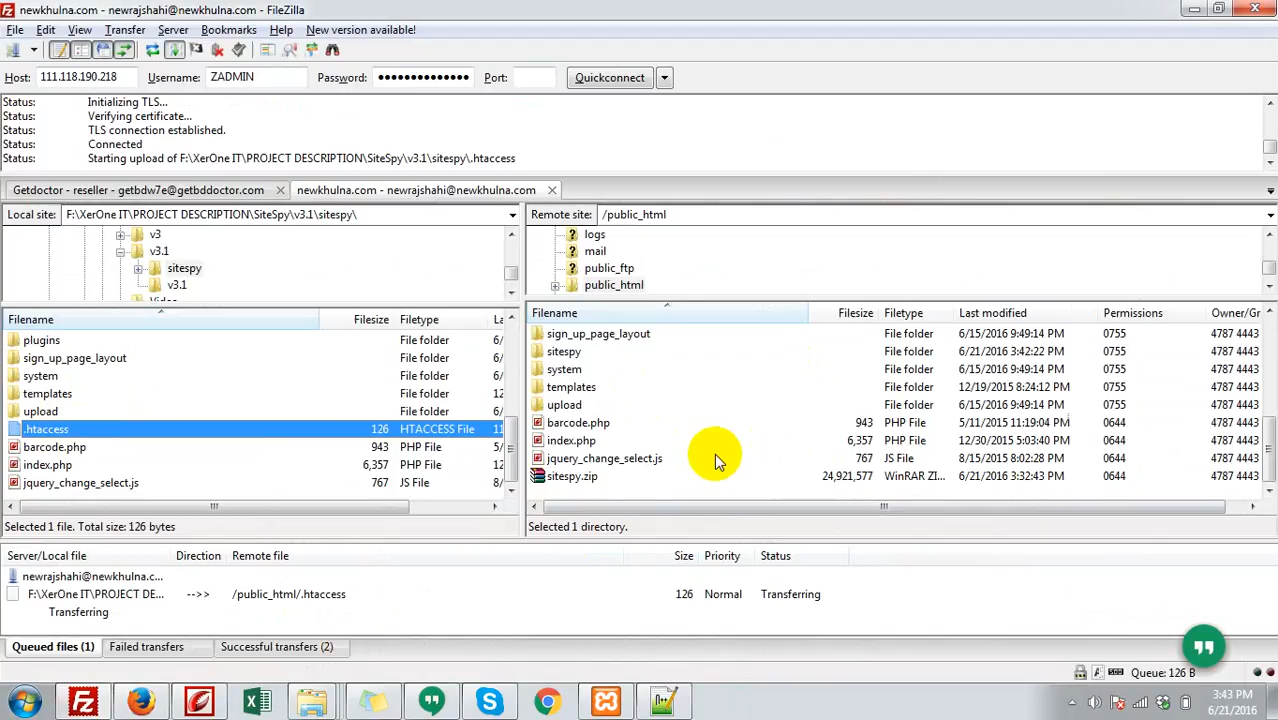 newkhulna.com - newrajshahi@newkhulna.com - FileZilla
File Edit View Transfer Server Bookmarks Help New version available!
Host: 111.118.190.218 Username: ZADMIN Password: ●●●●●●●●●●●●●● Port: Quickconnect
Status: Initializing TLS...
Status: Verifying certificate...
Status: TLS connection established.
Status: Connected
Status: Starting upload of F:\XerOne IT\PROJECT DESCRIPTION\SiteSpy\v3.1\sitespy\.htaccess
Getdoctor - reseller - getbdw7e@getbddoctor.com newkhulna.com - newrajshahi@newkhulna.com
Local site: F:\XerOne IT\PROJECT DESCRIPTION\SiteSpy\v3.1\sitespy\
v3
v3.1
sitespy
v3.1
Filename Filesize Filetype La
plugins File folder 6/
sign_up_page_layout File folder 6/
system File folder 6/
templates File folder 12
upload File folder 6/
.htaccess 126 HTACCESS File 11
barcode.php 943 PHP File 5/
index.php 6,357 PHP File 12
jquery_change_select.js 767 JS File 8/
Selected 1 file. Total size: 126 bytes
Remote site: /public_html
logs
mail
public_ftp
public_html
Filename Filesize Filetype Last modified Permissions Owner/Gr
sign_up_page_layout File folder 6/15/2016 9:49:14 PM 0755 4787 4443
sitespy File folder 6/21/2016 3:42:22 PM 0755 4787 4443
system File folder 6/15/2016 9:49:14 PM 0755 4787 4443
templates File folder 12/19/2015 8:24:12 PM 0755 4787 4443
upload File folder 6/15/2016 9:49:14 PM 0755 4787 4443
barcode.php 943 PHP File 5/11/2015 11:19:04 PM 0644 4787 4443
index.php 6,357 PHP File 12/30/2015 5:03:40 PM 0644 4787 4443
jquery_change_select.js 767 JS File 8/15/2015 8:02:28 PM 0644 4787 4443
sitespy.zip 24,921,577 WinRAR ZI... 6/21/2016 3:32:43 PM 0644 4787 4443
Selected 1 directory.
Server/Local file Direction Remote file Size Priority Status
newrajshahi@newkhulna.c...
F:\XerOne IT\PROJECT DE... -->> /public_html/.htaccess 126 Normal Transferring
Transferring
Queued files (1) Failed transfers Successful transfers (2)
Queue: 126 B
3:43 PM
6/21/2016